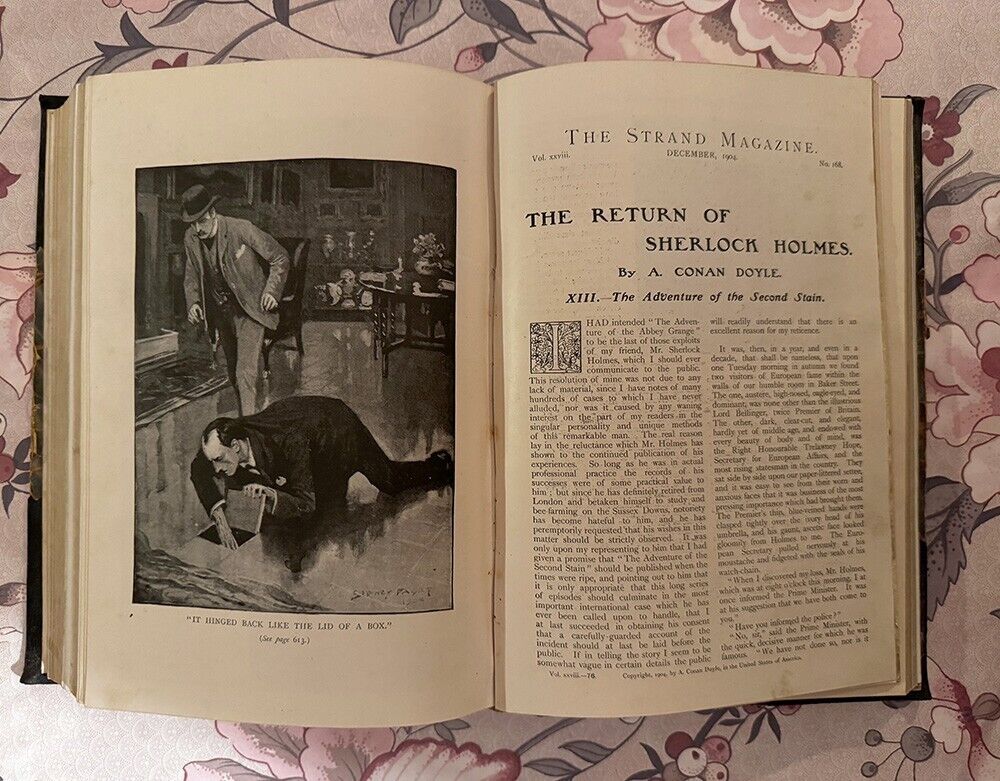 SIDNEY PAGET
"IT HINGED BACK LIKE THE LID OF A BOX."
(See page 613.)
THE STRAND MAGAZINE.
Vol. xxviii.
DECEMBER, 1904.
No. 168.
THE RETURN OF
SHERLOCK HOLMES.
By A. CONAN DOYLE.
XIII.—The Adventure of the Second Stain.
I HAD intended "The Adven-
ture of the Abbey Grange"
to be the last of those exploits
of my friend, Mr. Sherlock
Holmes, which I should ever
communicate to the public.
This resolution of mine was not due to any
lack of material, since I have notes of many
hundreds of cases to which I have never
alluded, nor was it caused by any waning
interest on the part of my readers in the
singular personality and unique methods
of this remarkable man. The real reason
lay in the reluctance which Mr. Holmes has
shown to the continued publication of his
experiences. So long as he was in actual
professional practice the records of his
successes were of some practical value to
him; but since he has definitely retired from
London and betaken himself to study and
bee-farming on the Sussex Downs, notoriety
has become hateful to him, and he has
peremptorily requested that his wishes in this
matter should be strictly observed. It was
only upon my representing to him that I had
given a promise that "The Adventure of the
Second Stain" should be published when the
times were ripe, and pointing out to him that
it is only appropriate that this long series
of episodes should culminate in the most
important international case which he has
ever been called upon to handle, that I
at last succeeded in obtaining his consent
that a carefully-guarded account of the
incident should at last be laid before the
public. If in telling the story I seem to be
somewhat vague in certain details the public
will readily understand that there is an
excellent reason for my reticence.
It was, then, in a year, and even in a
decade, that shall be nameless, that upon
one Tuesday morning in autumn we found
two visitors of European fame within the
walls of our humble room in Baker Street.
The one, austere, high-nosed, eagle-eyed, and
dominant, was none other than the illustrious
Lord Bellinger, twice Premier of Britain.
The other, dark, clear-cut, and elegant,
hardly yet of middle age, and endowed with
every beauty of body and of mind, was
the Right Honourable Trelawney Hope,
Secretary for European Affairs, and the
most rising statesman in the country. They
sat side by side upon our paper-littered settee,
and it was easy to see from their worn and
anxious faces that it was business of the most
pressing importance which had brought them.
The Premier's thin, blue-veined hands were
clasped tightly over the ivory head of his
umbrella, and his gaunt, ascetic face looked
gloomily from Holmes to me. The Euro-
pean Secretary pulled nervously at his
moustache and fidgeted with the seals of his
watch-chain.
"When I discovered my loss, Mr. Holmes,
which was at eight o'clock this morning, I at
once informed the Prime Minister. It was
at his suggestion that we have both come to
you."
"Have you informed the police?"
"No, sir," said the Prime Minister, with
the quick, decisive manner for which he was
famous. "We have not done so, nor is it
Vol. xxviii.—76.
Copyright, 1904, by A. Conan Doyle, in the United States of America.